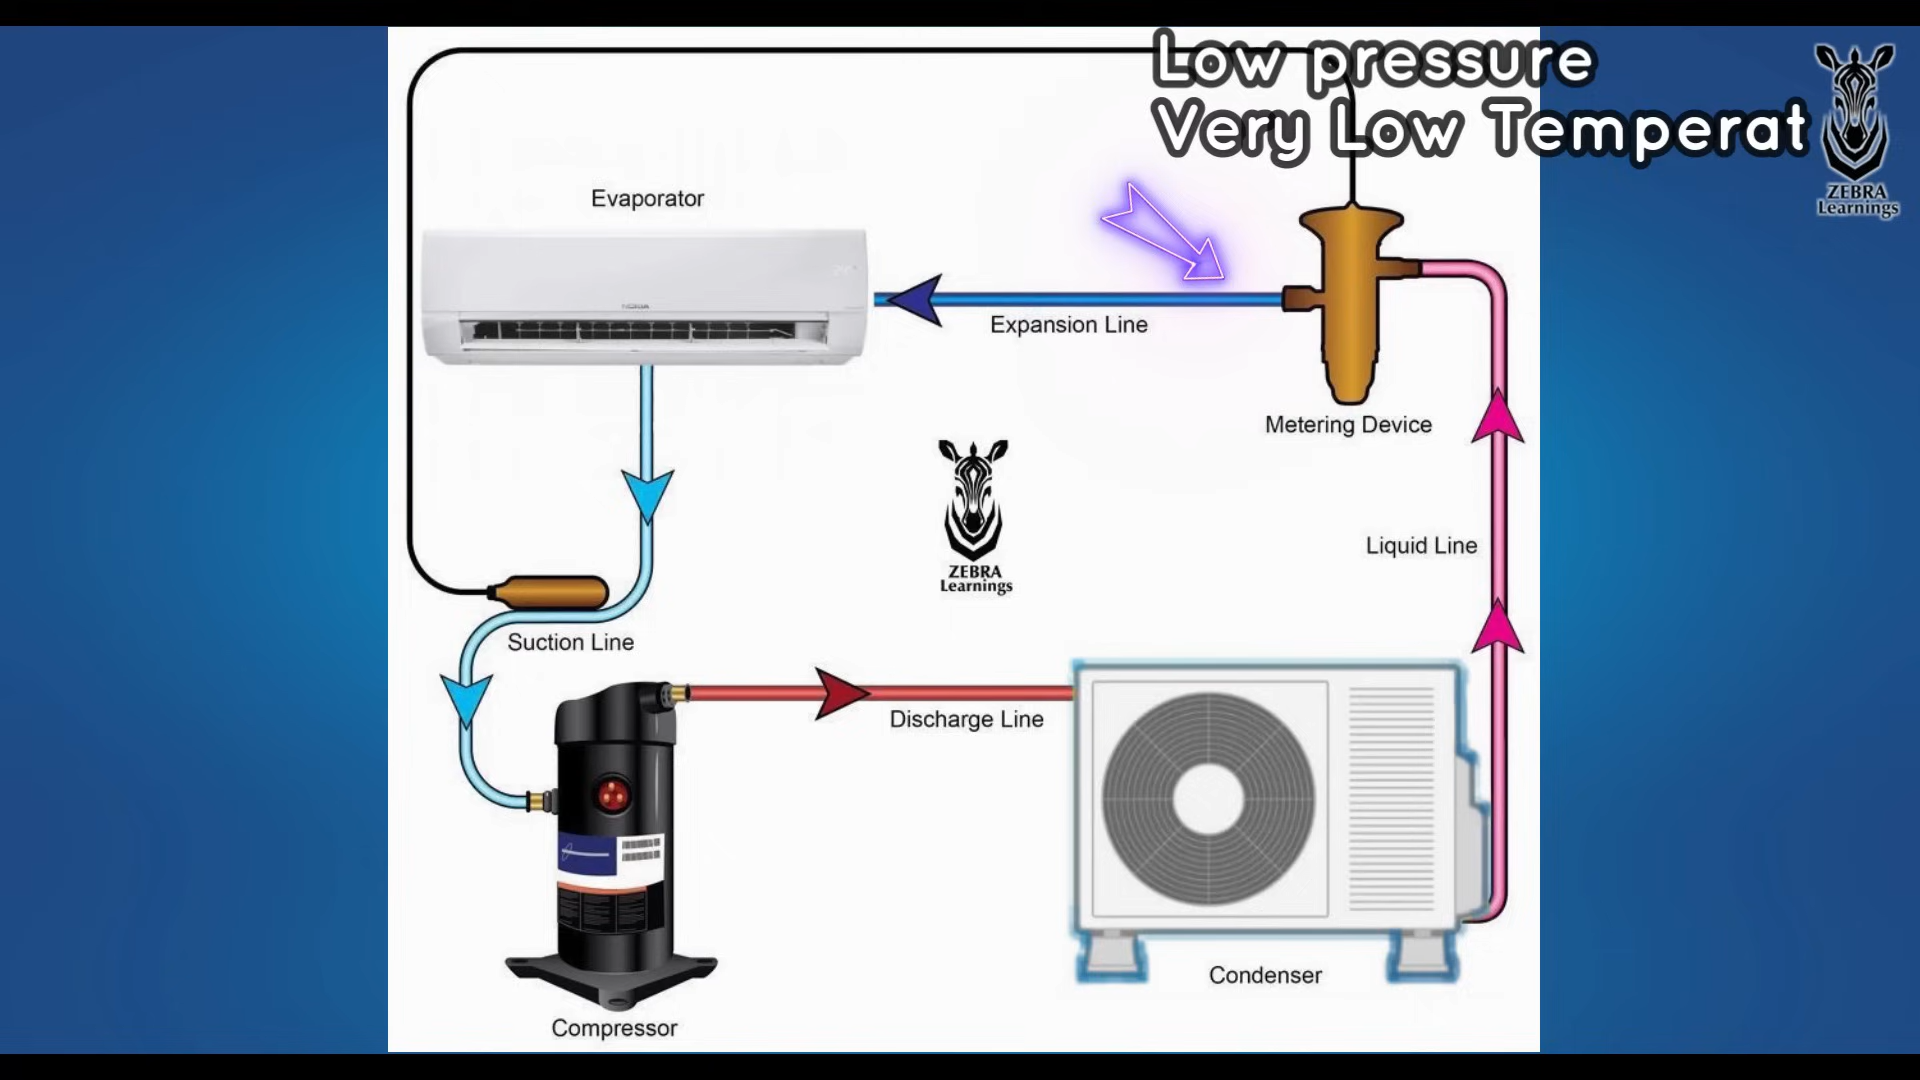 Low pressure
Very Low Temperat
ZEBRA
Learnings
Evaporator
Expansion Line
Metering Device
ZEBRA
Learnings
Liquid Line
Suction Line
Discharge Line
Condenser
Compressor